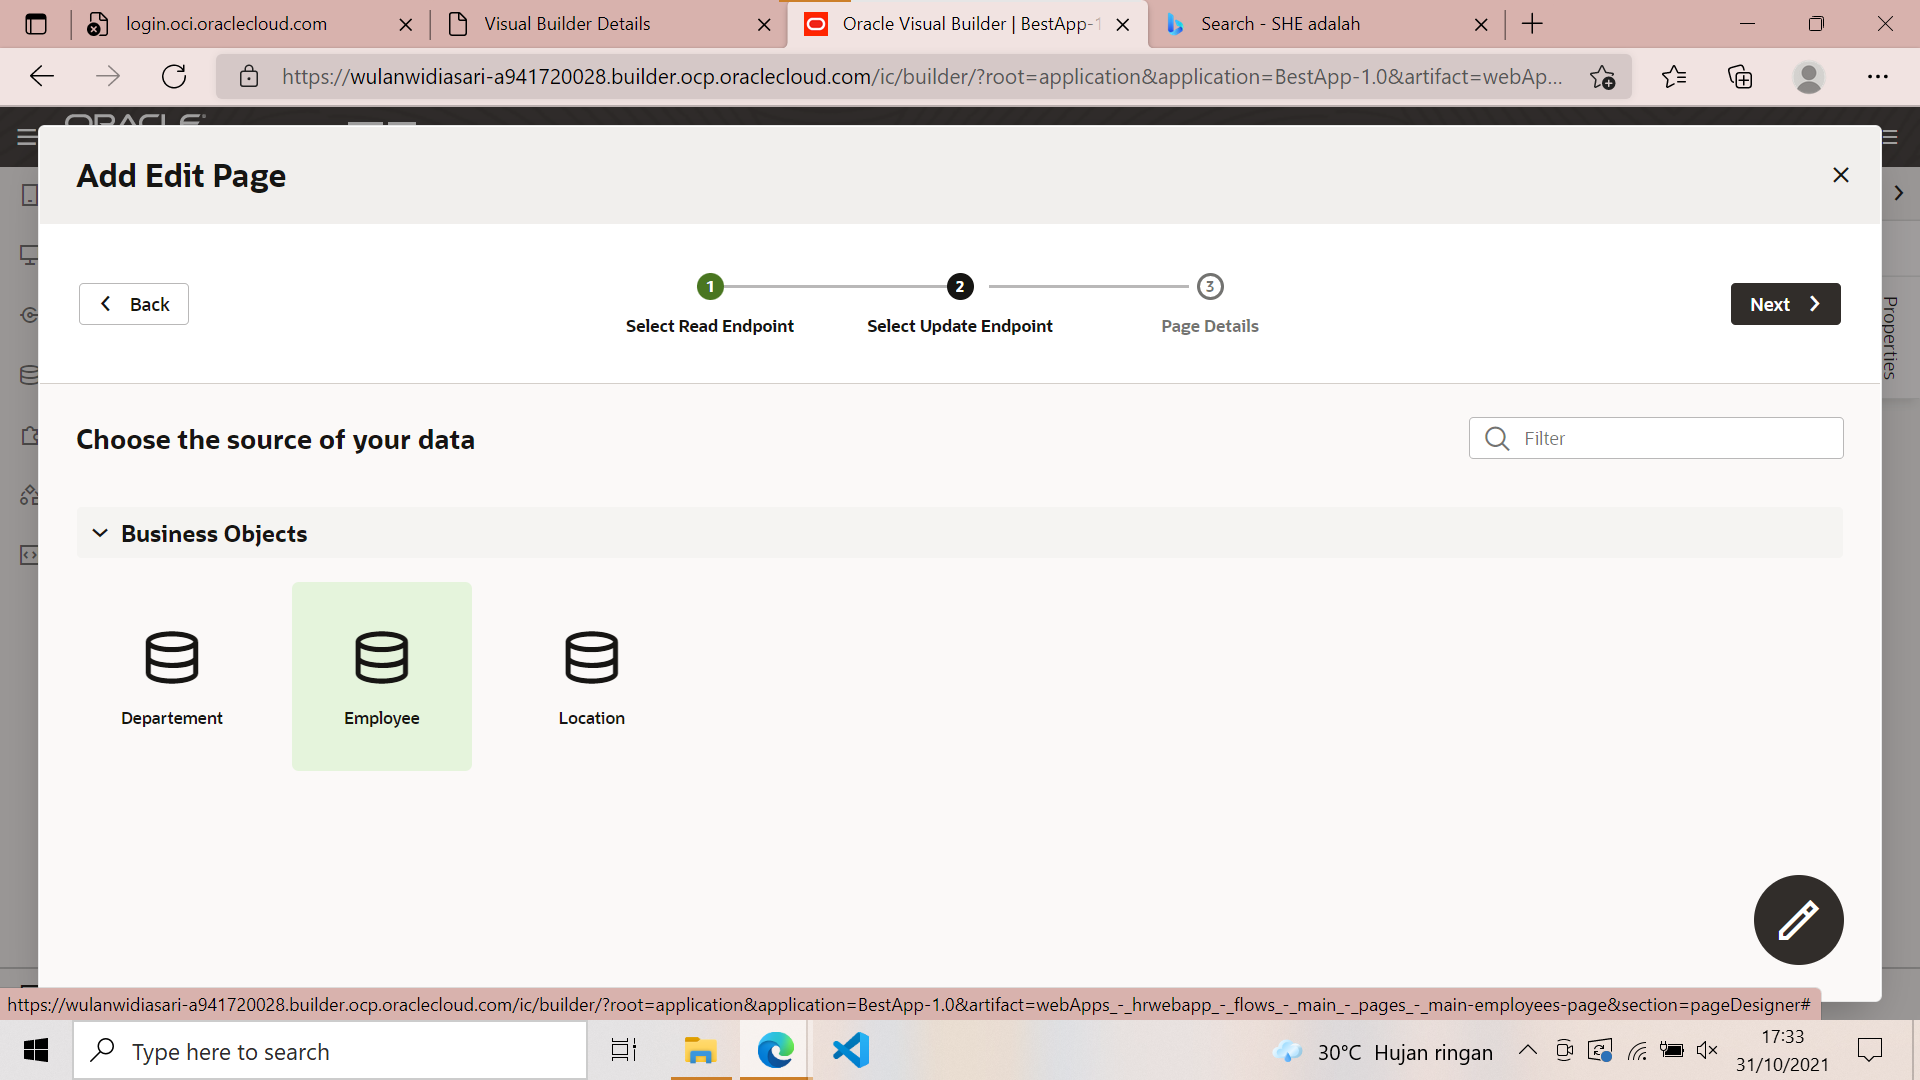 login.oci.oraclecloud.com
Visual Builder Details
Oracle Visual Builder | BestApp-1
Search - SHE adalah
https://wulanwidiasari-a941720028.builder.ocp.oraclecloud.com/ic/builder/?root=application&application=BestApp-1.0&artifact=webAp...
ORACLE
Add Edit Page
Back
1
2
3
Select Read Endpoint
Select Update Endpoint
Page Details
Next
Properties
Choose the source of your data
Filter
Business Objects
Departement
Employee
Location
https://wulanwidiasari-a941720028.builder.ocp.oraclecloud.com/ic/builder/?root=application&application=BestApp-1.0&artifact=webApps_-_hrwebapp_-_flows_-_main_-_pages_-_main-employees-page&section=pageDesigner#
Type here to search
30°C Hujan ringan
17:33
31/10/2021